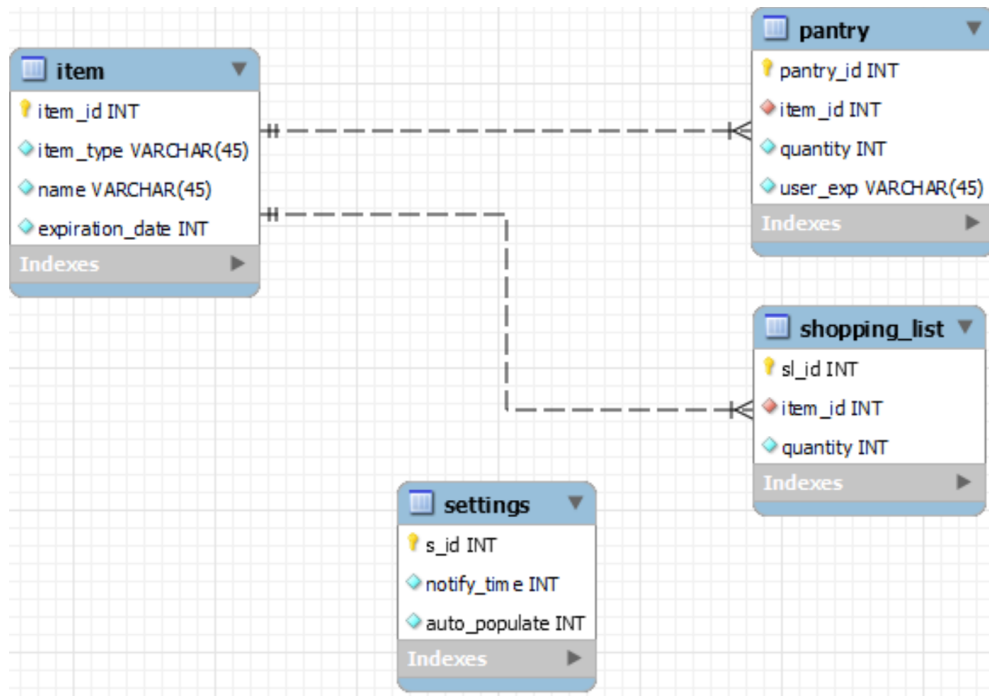 item
item_id INT
item_type VARCHAR(45)
name VARCHAR(45)
expiration_date INT
Indexes
pantry
pantry_id INT
item_id INT
quantity INT
user_exp VARCHAR(45)
Indexes
shopping_list
sl_id INT
item_id INT
quantity INT
Indexes
settings
s_id INT
notify_time INT
auto_populate INT
Indexes